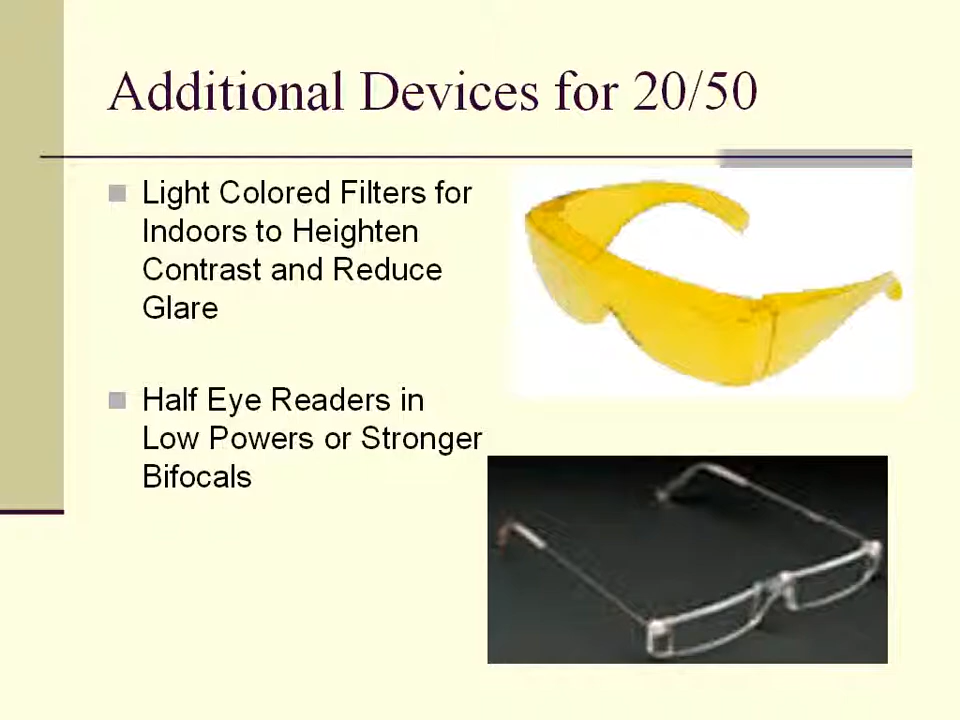 Additional Devices for 20/50
Light Colored Filters for
Indoors to Heighten
Contrast and Reduce
Glare
Half Eye Readers in
Low Powers or Stronger
Bifocals